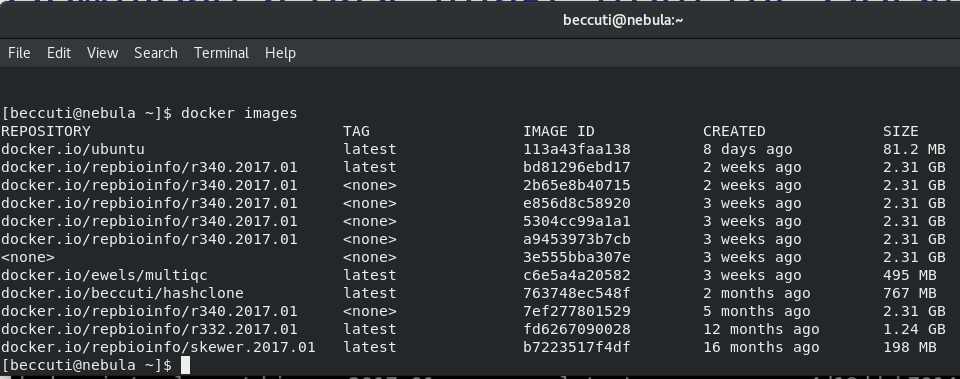 beccuti@nebula:~
File Edit View Search Terminal Help
[beccuti@nebula ~]$ docker images
REPOSITORY TAG IMAGE ID CREATED SIZE
docker.io/ubuntu latest 113a43faa138 8 days ago 81.2 MB
docker.io/repbioinfo/r340.2017.01 latest bd81296ebd17 2 weeks ago 2.31 GB
docker.io/repbioinfo/r340.2017.01 <none> 2b65e8b40715 2 weeks ago 2.31 GB
docker.io/repbioinfo/r340.2017.01 <none> e856d8c58920 3 weeks ago 2.31 GB
docker.io/repbioinfo/r340.2017.01 <none> 5304cc99a1a1 3 weeks ago 2.31 GB
docker.io/repbioinfo/r340.2017.01 <none> a9453973b7cb 3 weeks ago 2.31 GB
<none> <none> 3e555bba307e 3 weeks ago 2.31 GB
docker.io/ewels/multiqc latest c6e5a4a20582 3 weeks ago 495 MB
docker.io/beccuti/hashclone latest 763748ec548f 2 months ago 767 MB
docker.io/repbioinfo/r340.2017.01 <none> 7ef277801529 5 months ago 2.31 GB
docker.io/repbioinfo/r332.2017.01 latest fd6267090028 12 months ago 1.24 GB
docker.io/repbioinfo/skewer.2017.01 latest b7223517f4df 16 months ago 198 MB
[beccuti@nebula ~]$